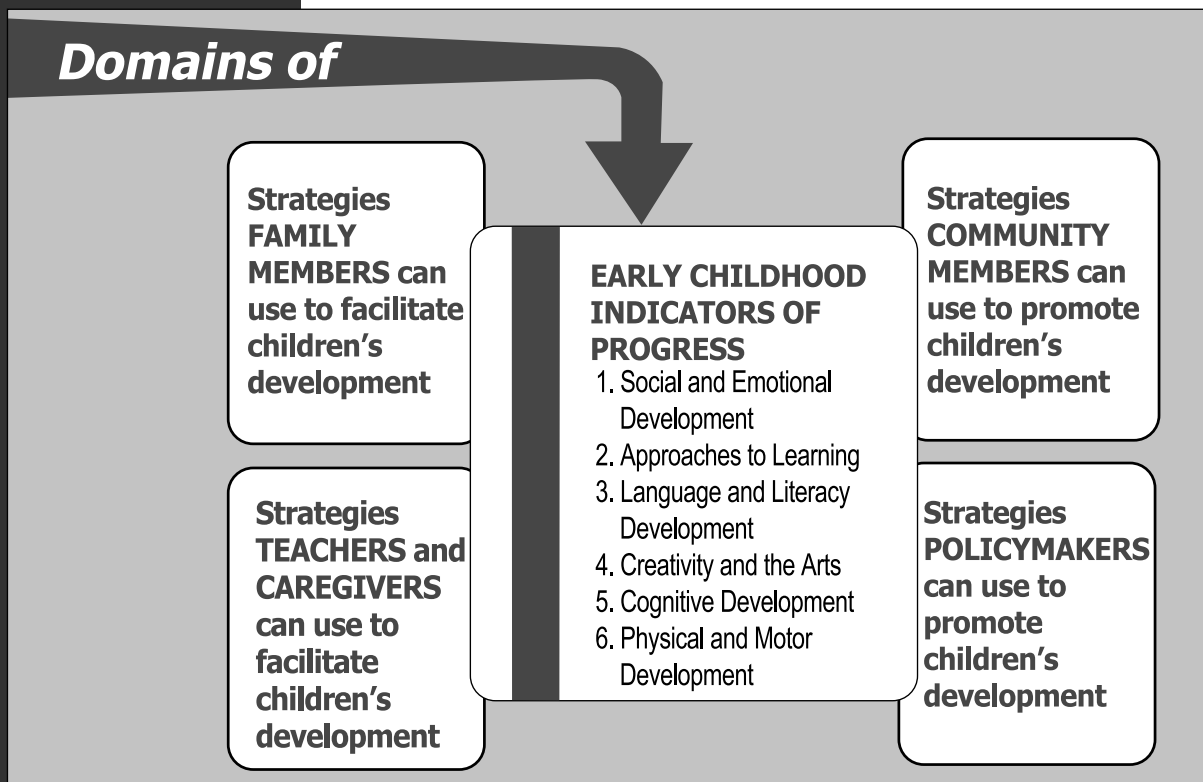 Domains of
Strategies
FAMILY
MEMBERS can
use to facilitate
children’s
development
Strategies
COMMUNITY
MEMBERS can
use to promote
children’s
development
EARLY CHILDHOOD
INDICATORS OF
PROGRESS
1. Social and Emotional
Development
2. Approaches to Learning
3. Language and Literacy
Development
4. Creativity and the Arts
5. Cognitive Development
6. Physical and Motor
Development
Strategies
TEACHERS and
CAREGIVERS
can use to
facilitate
children’s
development
Strategies
POLICYMAKERS
can use to
promote
children’s
development